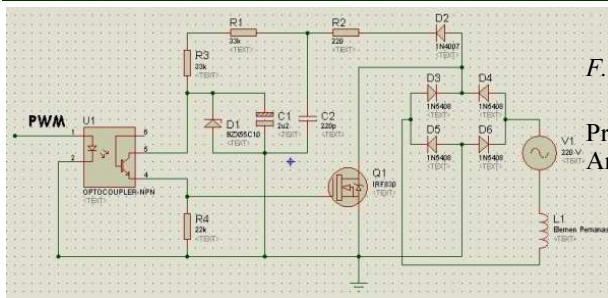 R1
33k
<TEXT>
R2
220
<TEXT>
D2
1N4007
<TEXT>
R3
33k
<TEXT>
D3
1N5408
<TEXT>
D4
1N5408
<TEXT>
F.
PWM
U1
1
2
6
5
4
OPTOCOUPLER-NPN
<TEXT>
D1
BZX55C10
<TEXT>
C1
2u2
<TEXT>
C2
220p
<TEXT>
D5
1N5408
<TEXT>
D6
1N5408
<TEXT>
V1
220 V
<TEXT>
Pr
Q1
IRF830
<TEXT>
R4
22k
<TEXT>
L1
Elemen Pemanas
<TEXT>